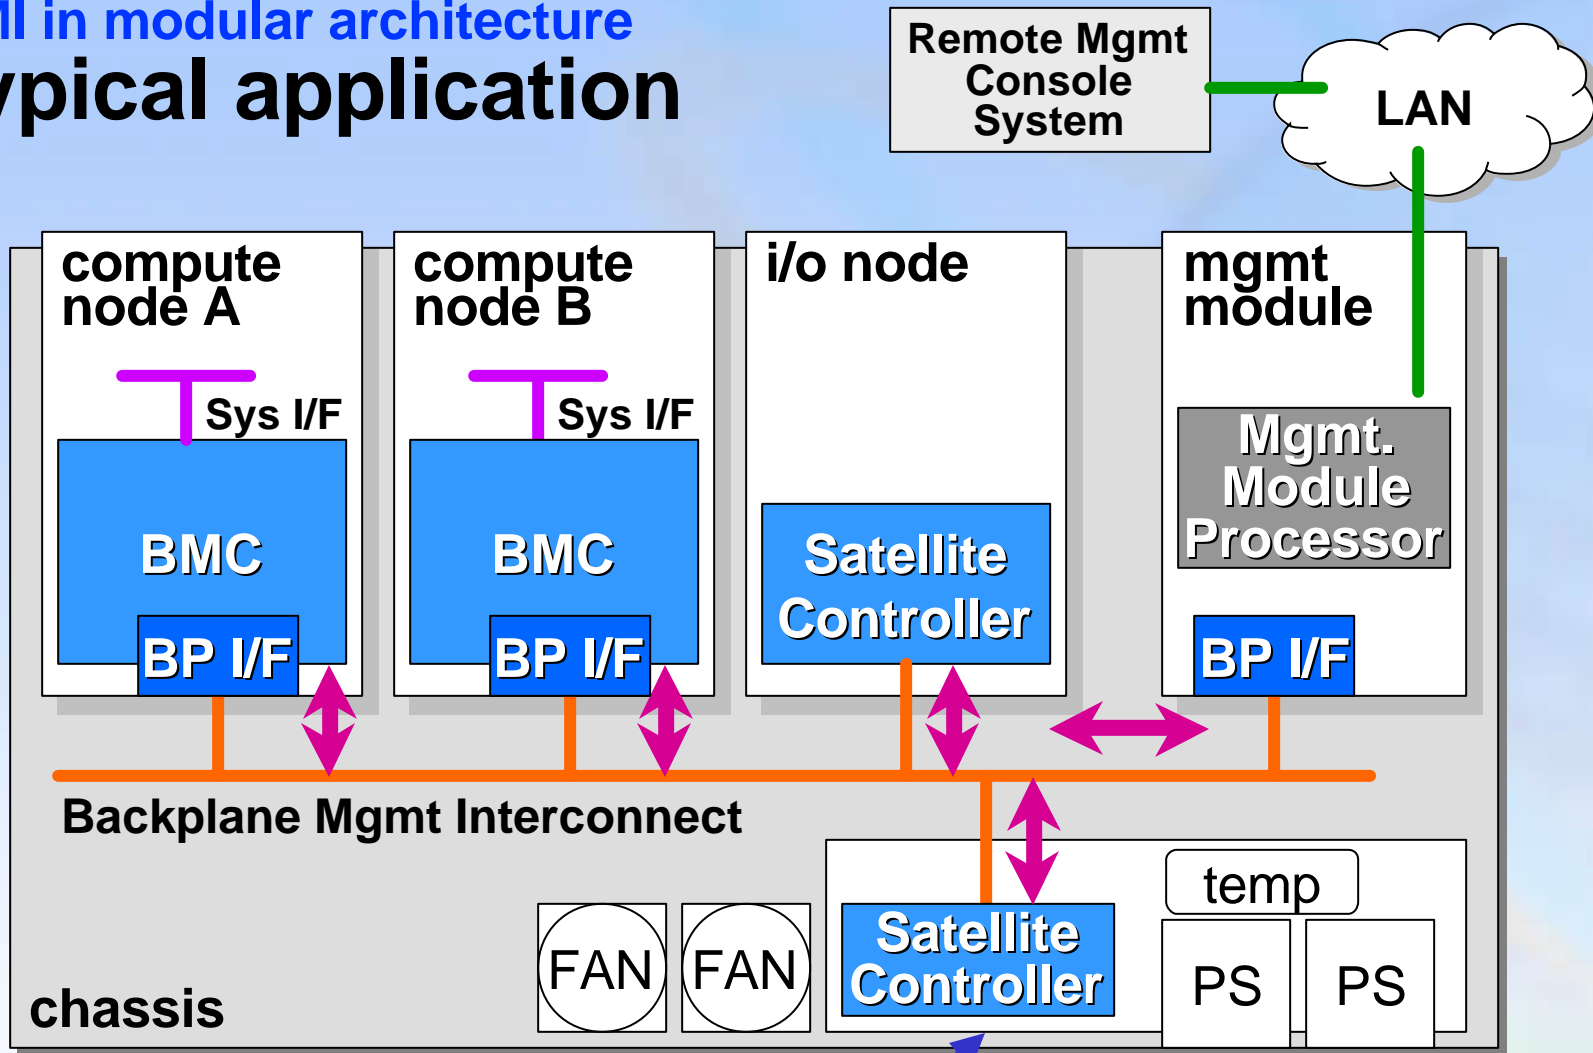 MI in modular architecture
ypical application
Remote Mgmt
Console
System
LAN
compute
node A
compute
node B
i/o node
mgmt
module
Sys I/F
Sys I/F
BMC
BMC
Satellite
Controller
Mgmt.
Module
Processor
BP I/F
BP I/F
BP I/F
Backplane Mgmt Interconnect
temp
FAN
FAN
Satellite
Controller
PS
PS
chassis